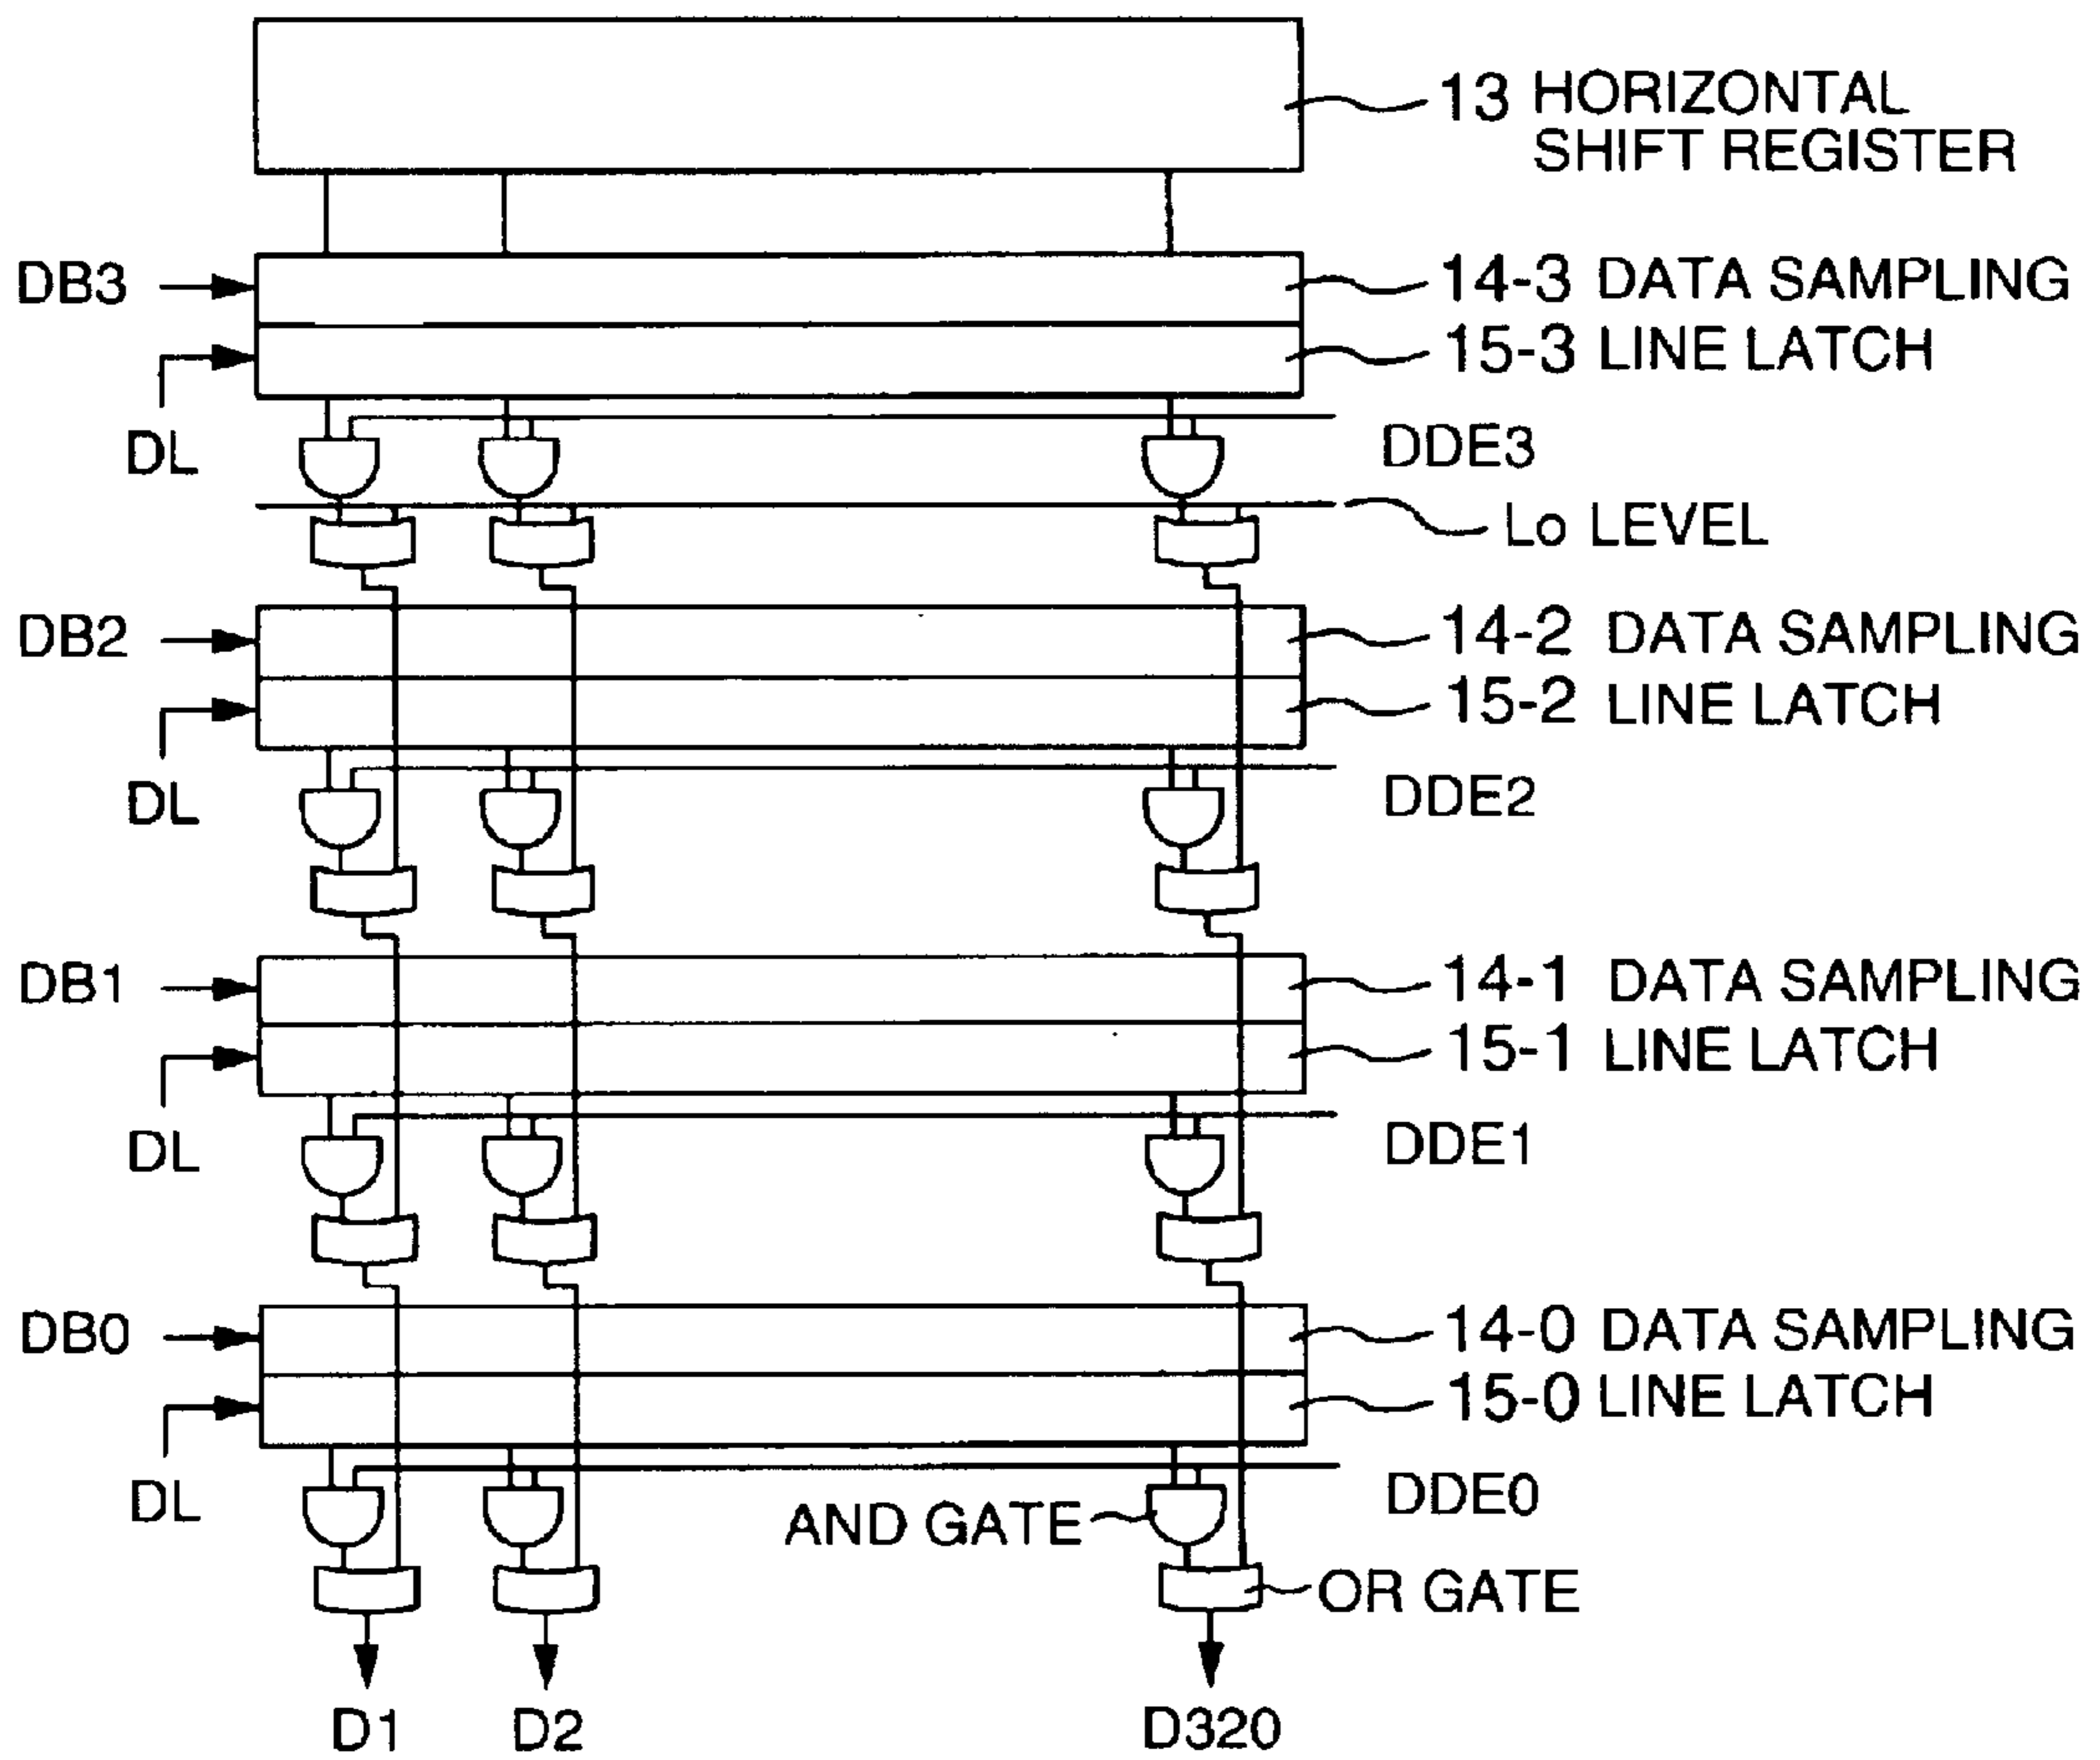 13 HORIZONTAL
SHIFT REGISTER
DB3
14-3 DATA SAMPLING
15-3 LINE LATCH
DL
DDE3
Lo LEVEL
DB2
14-2 DATA SAMPLING
15-2 LINE LATCH
DL
DDE2
DB1
14-1 DATA SAMPLING
15-1 LINE LATCH
DL
DDE1
DB0
14-0 DATA SAMPLING
15-0 LINE LATCH
DL
DDE0
AND GATE
OR GATE
D1
D2
D320